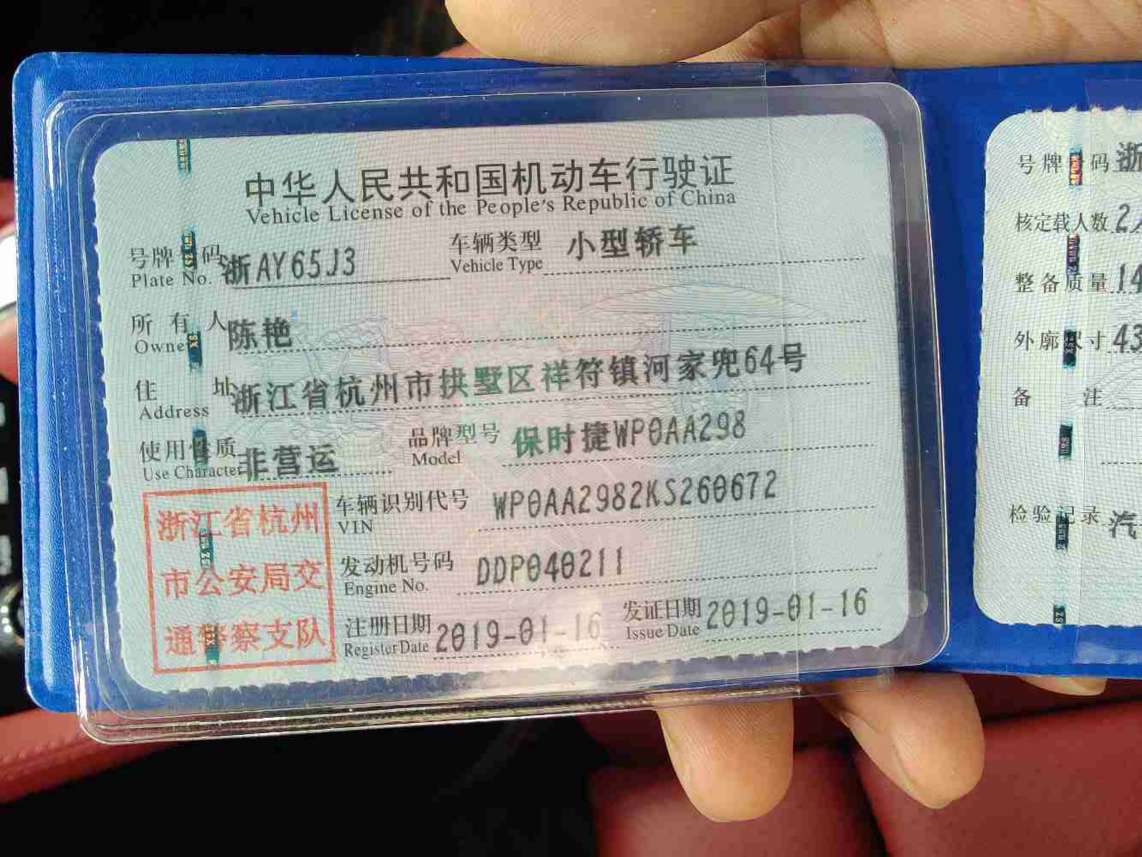 中华人民共和国机动车行驶证
Vehicle License of the People's Republic of China
号牌号码 浙AY65J3 车辆类型 小型轿车
Plate No. Vehicle Type
所有人 陈艳
Owner
住址 浙江省杭州市拱墅区祥符镇河家兜64号
Address
使用性质 非营运 品牌型号 保时捷WP0AA298
Use Character Model
浙江省杭州
市公安局交
通警察支队
车辆识别代号 WP0AA2982KS260672
VIN
发动机号码 DDP040211
Engine No.
注册日期 2019-01-16 发证日期 2019-01-16
Register Date Issue Date
号牌号码 浙
核定载人数 2
整备质量 14
外廓尺寸 43
备注
检验记录 汽